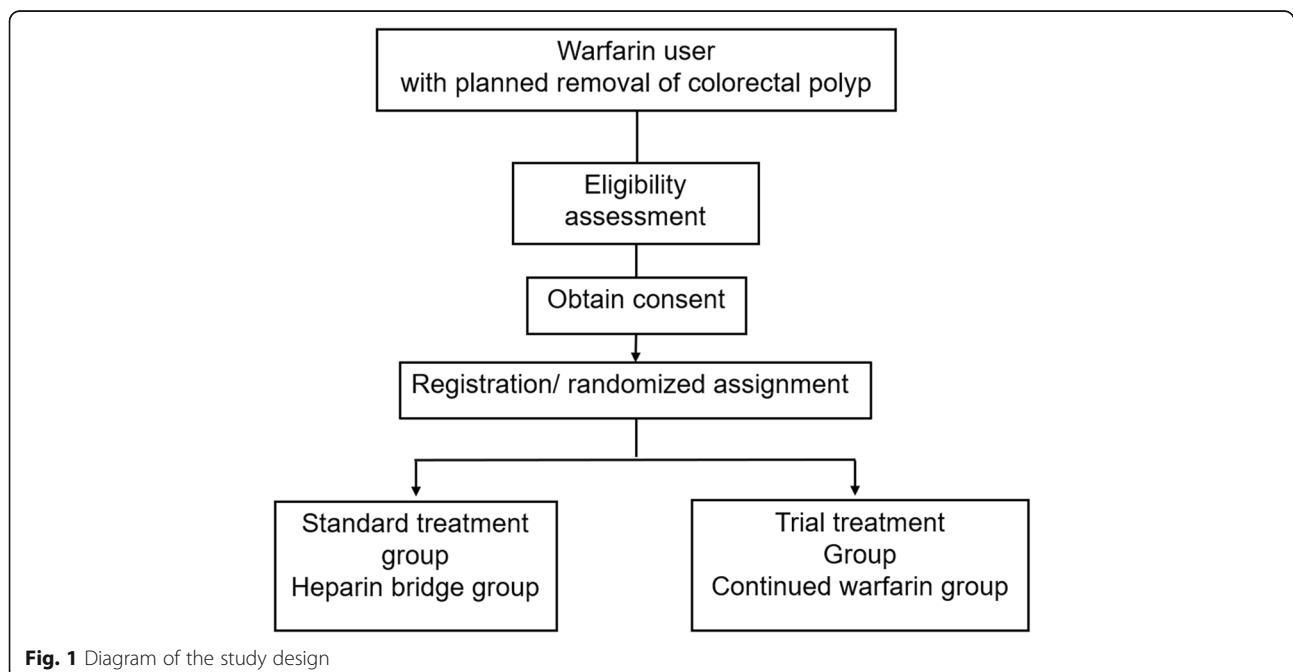 Warfarin user
with planned removal of colorectal polyp
Eligibility
assessment
Obtain consent
Registration/ randomized assignment
Standard treatment
group
Heparin bridge group
Trial treatment
Group
Continued warfarin group
Fig. 1 Diagram of the study design